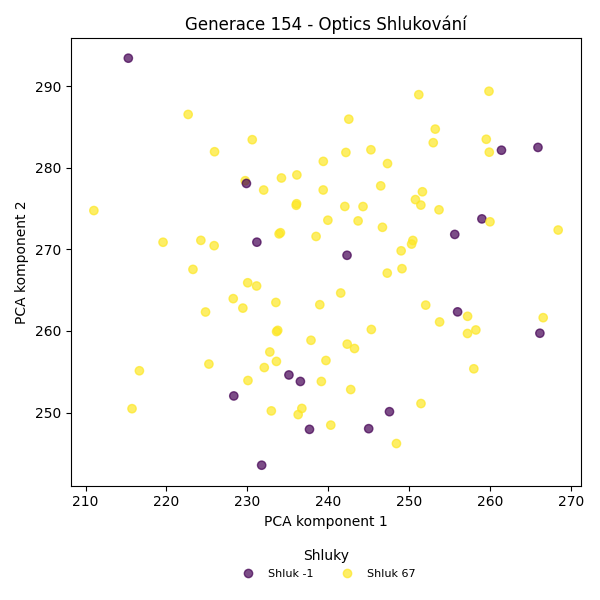 Generace 154 - Optics Shlukování
290
280
270
260
250
PCA komponent 2
210 220 230 240 250 260 270
PCA komponent 1
Shluky
Shluk -1 Shluk 67